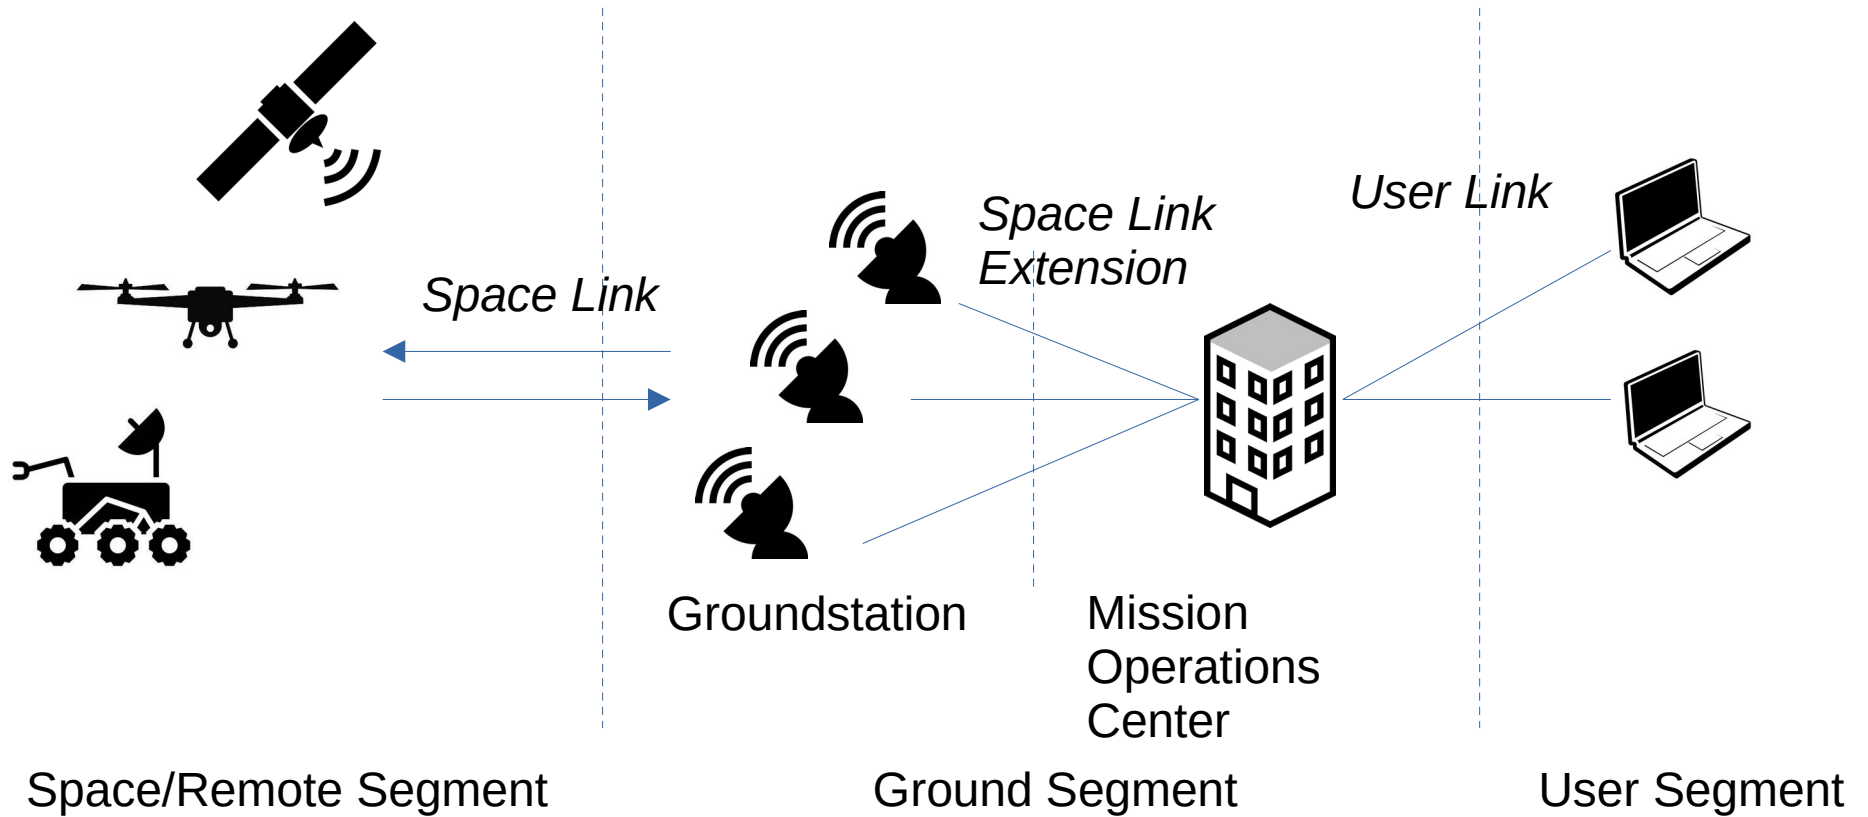 Space Link
Extension
User Link
Space Link
Groundstation
Mission
Operations
Center
Space/Remote Segment
Ground Segment
User Segment